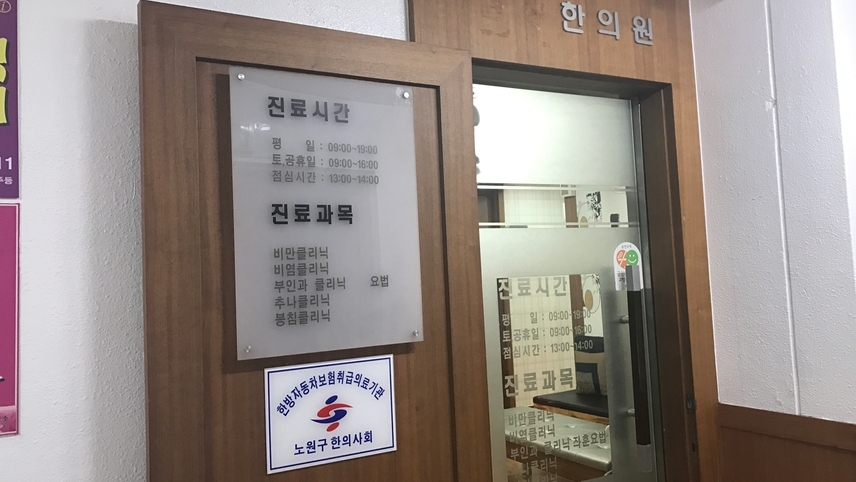 한의원
진료시간
평 일 : 09:00~19:00
토,공휴일 : 09:00~16:00
점심시간 : 13:00~14:00
진료과목
비만클리닉
비염클리닉
부인과 클리닉 요법
추나클리닉
봉침클리닉
한방자동차보험취급의료기관
노원구 한의사회
진료시간
평 일 : 09:00~19:00
토,공휴일 : 09:00~16:00
점심시간 : 13:00~14:00
진료과목
비만클리닉
비염클리닉
부인과 클리닉 좌훈요법
추나클리닉
11